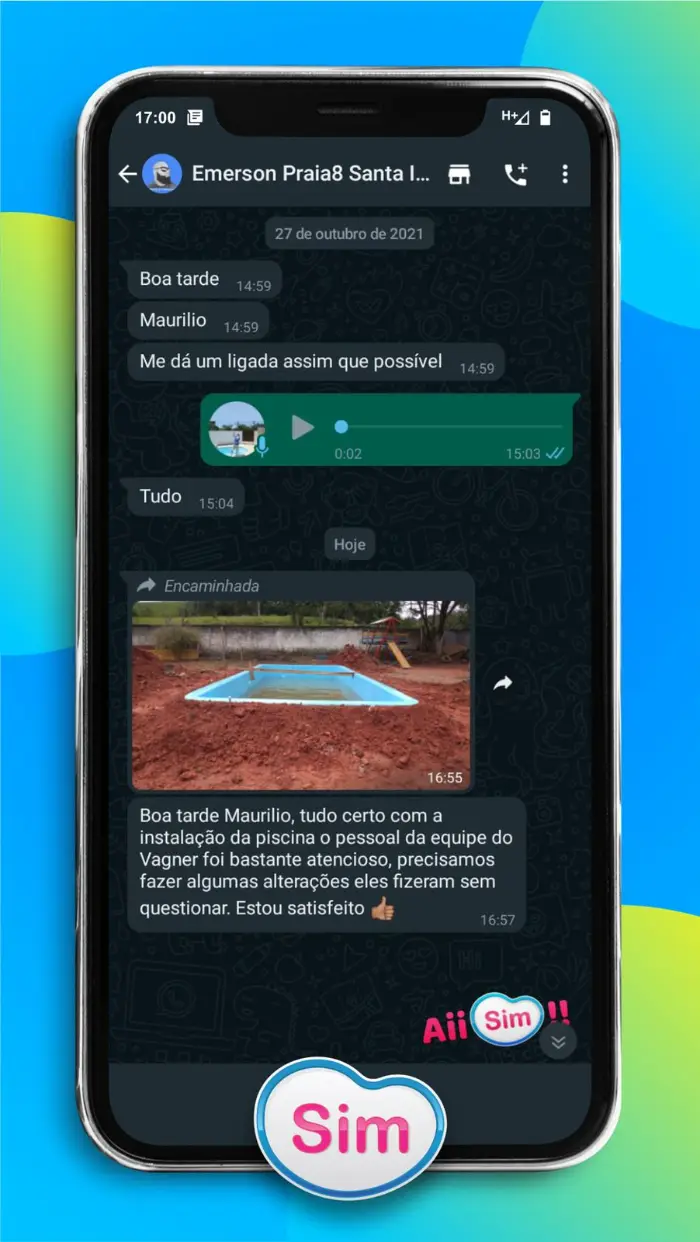 17:00
H+
Emerson Praia8 Santa I...
27 de outubro de 2021
Boa tarde 14:59
Maurilio 14:59
Me dá um ligada assim que possível 14:59
0:02 15:03
Tudo 15:04
Hoje
Encaminhada
16:55
Boa tarde Maurilio, tudo certo com a
instalação da piscina o pessoal da equipe do
Vagner foi bastante atencioso, precisamos
fazer algumas alterações eles fizeram sem
questionar. Estou satisfeito 👍🏽
16:57
Aii Sim !!
Sim